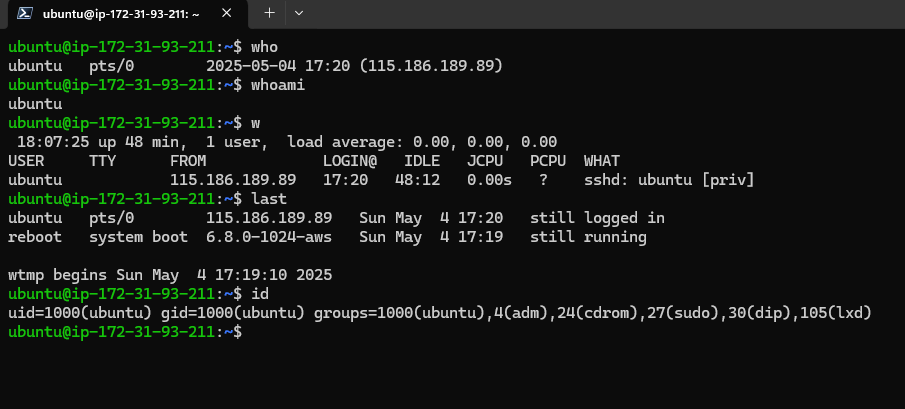 ubuntu@ip-172-31-93-211: ~
ubuntu@ip-172-31-93-211:~$ who
ubuntu   pts/0        2025-05-04 17:20 (115.186.189.89)
ubuntu@ip-172-31-93-211:~$ whoami
ubuntu
ubuntu@ip-172-31-93-211:~$ w
 18:07:25 up 48 min,  1 user,  load average: 0.00, 0.00, 0.00
USER     TTY      FROM             LOGIN@   IDLE   JCPU   PCPU  WHAT
ubuntu            115.186.189.89   17:20   48:12   0.00s   ?    sshd: ubuntu [priv]
ubuntu@ip-172-31-93-211:~$ last
ubuntu   pts/0        115.186.189.89   Sun May  4 17:20   still logged in
reboot   system boot  6.8.0-1024-aws   Sun May  4 17:19   still running

wtmp begins Sun May  4 17:19:10 2025
ubuntu@ip-172-31-93-211:~$ id
uid=1000(ubuntu) gid=1000(ubuntu) groups=1000(ubuntu),4(adm),24(cdrom),27(sudo),30(dip),105(lxd)
ubuntu@ip-172-31-93-211:~$